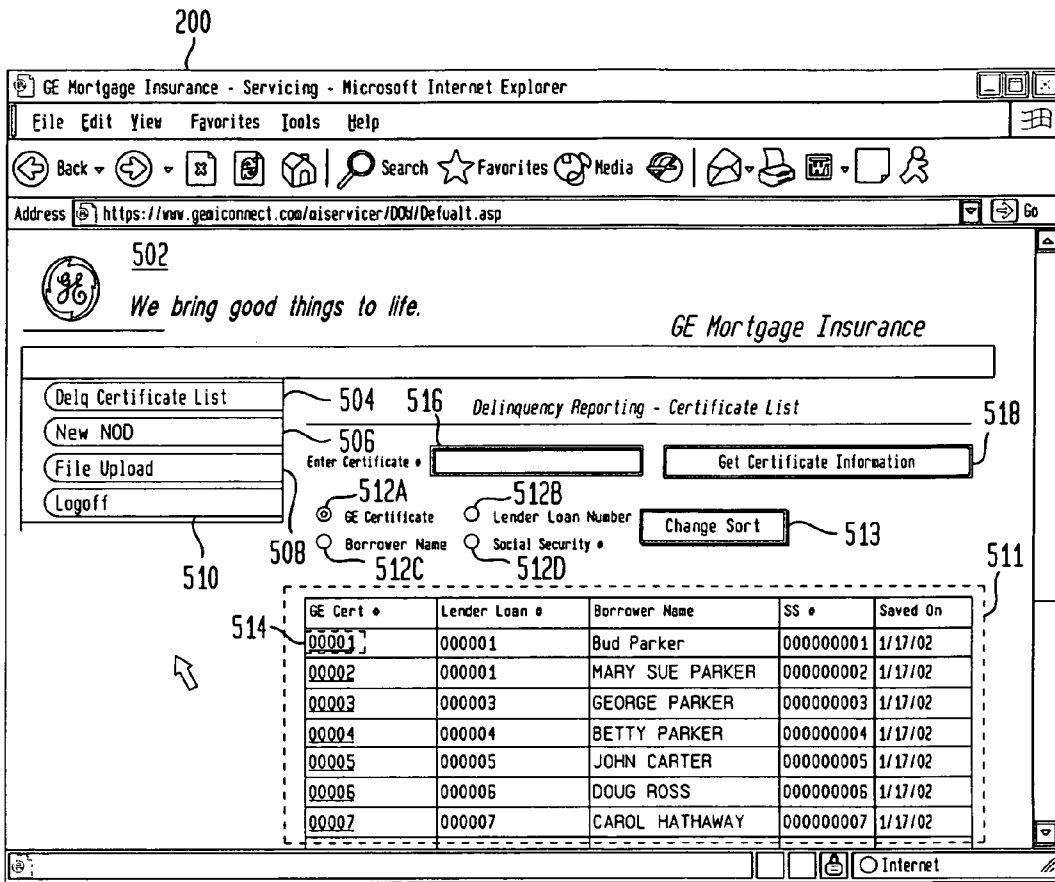 200
GE Mortgage Insurance - Servicing - Microsoft Internet Explorer
File Edit View Favorites Tools Help
Back Search Favorites Media
Address https://www.gemiconnect.com/miservicer/DOW/Defualt.asp Go
GE
502
We bring good things to life.
GE Mortgage Insurance
Delq Certificate List
504
516
Delinquency Reporting - Certificate List
518
New NOD
506
Enter Certificate #
Get Certificate Information
File Upload
512A
512B
GE Certificate
Lender Loan Number
Change Sort
513
Logoff
508
Borrower Name
Social Security #
510
512C
512D
511
GE Cert # Lender Loan # Borrower Name SS # Saved On
514
00001 000001 Bud Parker 000000001 1/17/02
00002 000001 MARY SUE PARKER 000000002 1/17/02
00003 000003 GEORGE PARKER 000000003 1/17/02
00004 000004 BETTY PARKER 000000004 1/17/02
00005 000005 JOHN CARTER 000000005 1/17/02
00006 000006 DOUG ROSS 000000006 1/17/02
00007 000007 CAROL HATHAWAY 000000007 1/17/02
Internet